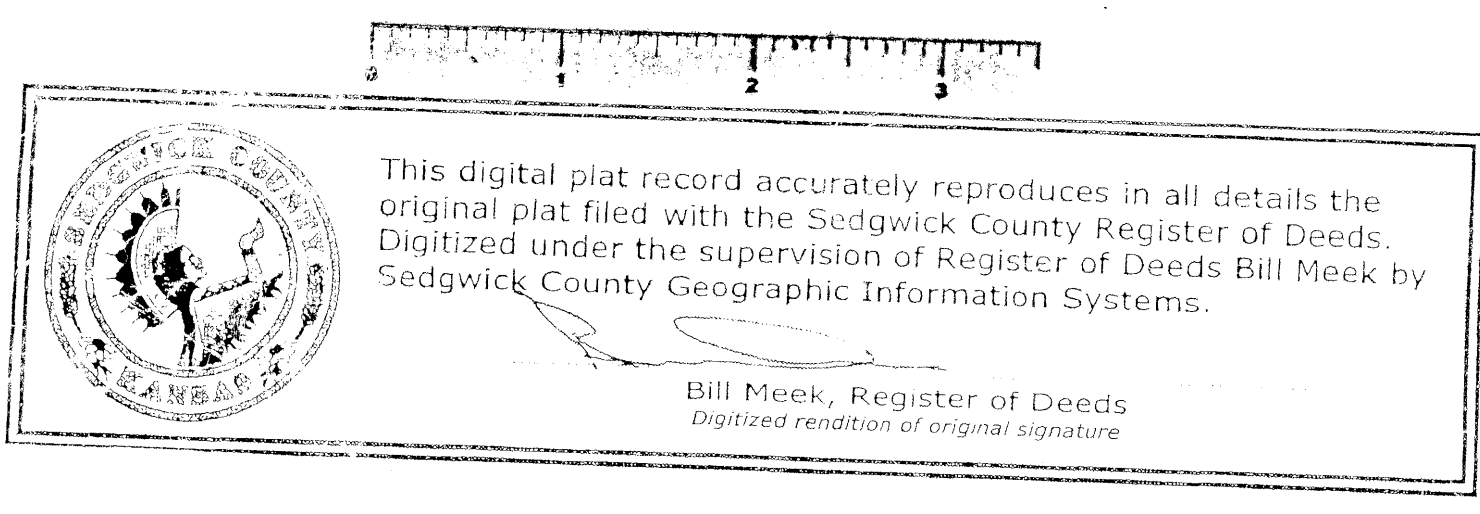 0 1 2 3
SEDGWICK COUNTY
KANSAS
This digital plat record accurately reproduces in all details the
original plat filed with the Sedgwick County Register of Deeds.
Digitized under the supervision of Register of Deeds Bill Meek by
Sedgwick County Geographic Information Systems.
Bill Meek, Register of Deeds
Digitized rendition of original signature